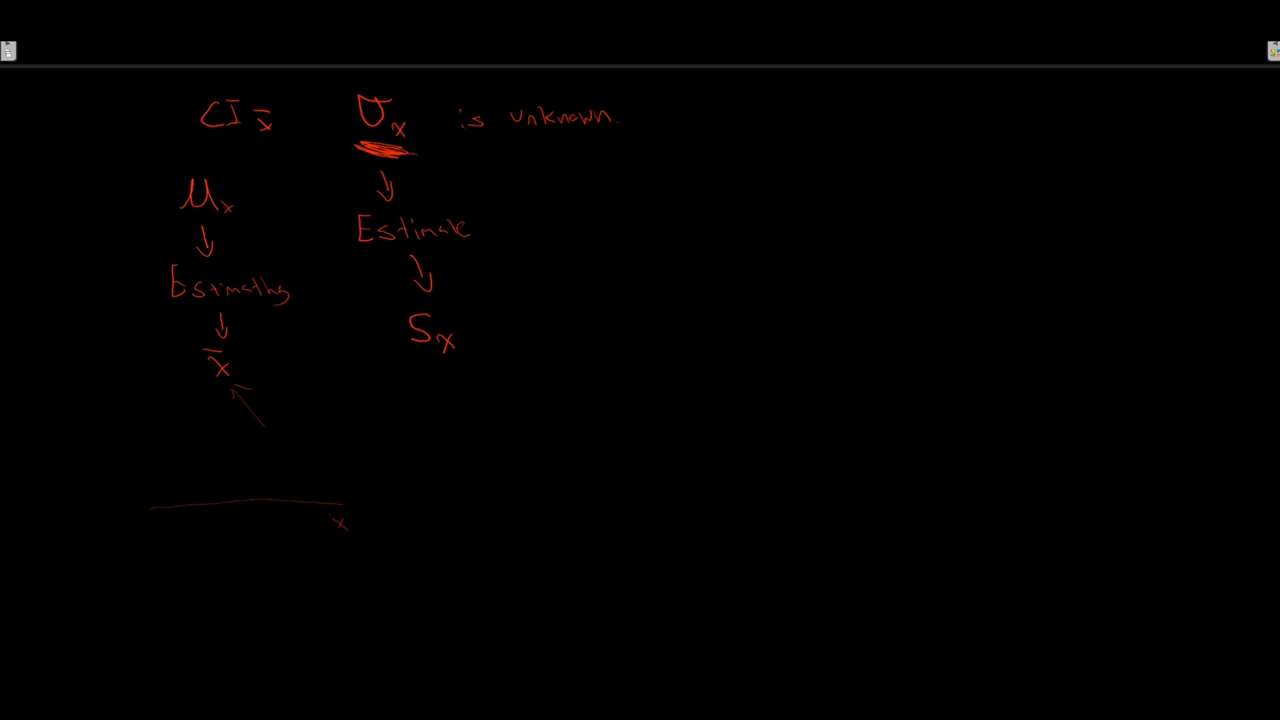 CI x̄ σx is unknown.
μx
Estimate
Estimating
Sx
x̄
x